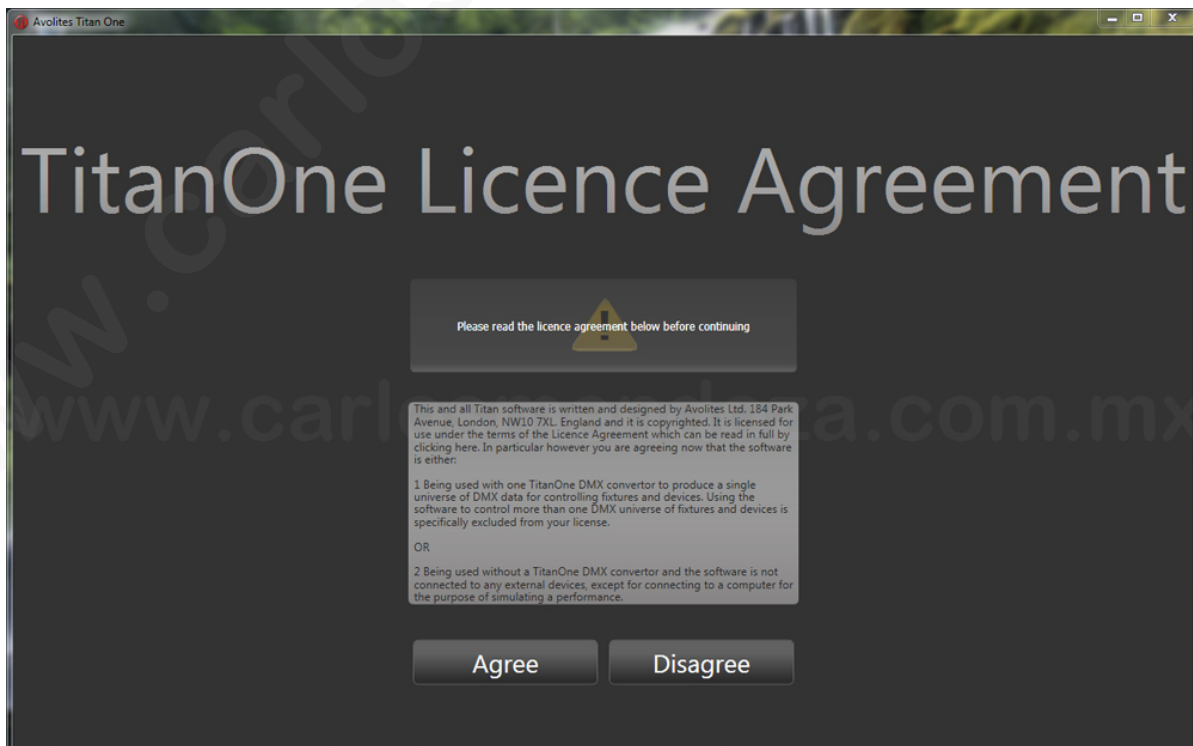 Avolites Titan One
TitanOne Licence Agreement
Please read the licence agreement below before continuing
This and all Titan software is written and designed by Avolites Ltd. 184 Park
Avenue, London, NW10 7XL. England and it is copyrighted. It is licensed for
use under the terms of the Licence Agreement which can be read in full by
clicking here. In particular however you are agreeing now that the software
is either:
1 Being used with one TitanOne DMX convertor to produce a single
universe of DMX data for controlling fixtures and devices. Using the
software to control more than one DMX universe of fixtures and devices is
specifically excluded from your license.
OR
2 Being used without a TitanOne DMX convertor and the software is not
connected to any external devices, except for connecting to a computer for
the purpose of simulating a performance.
Agree
Disagree